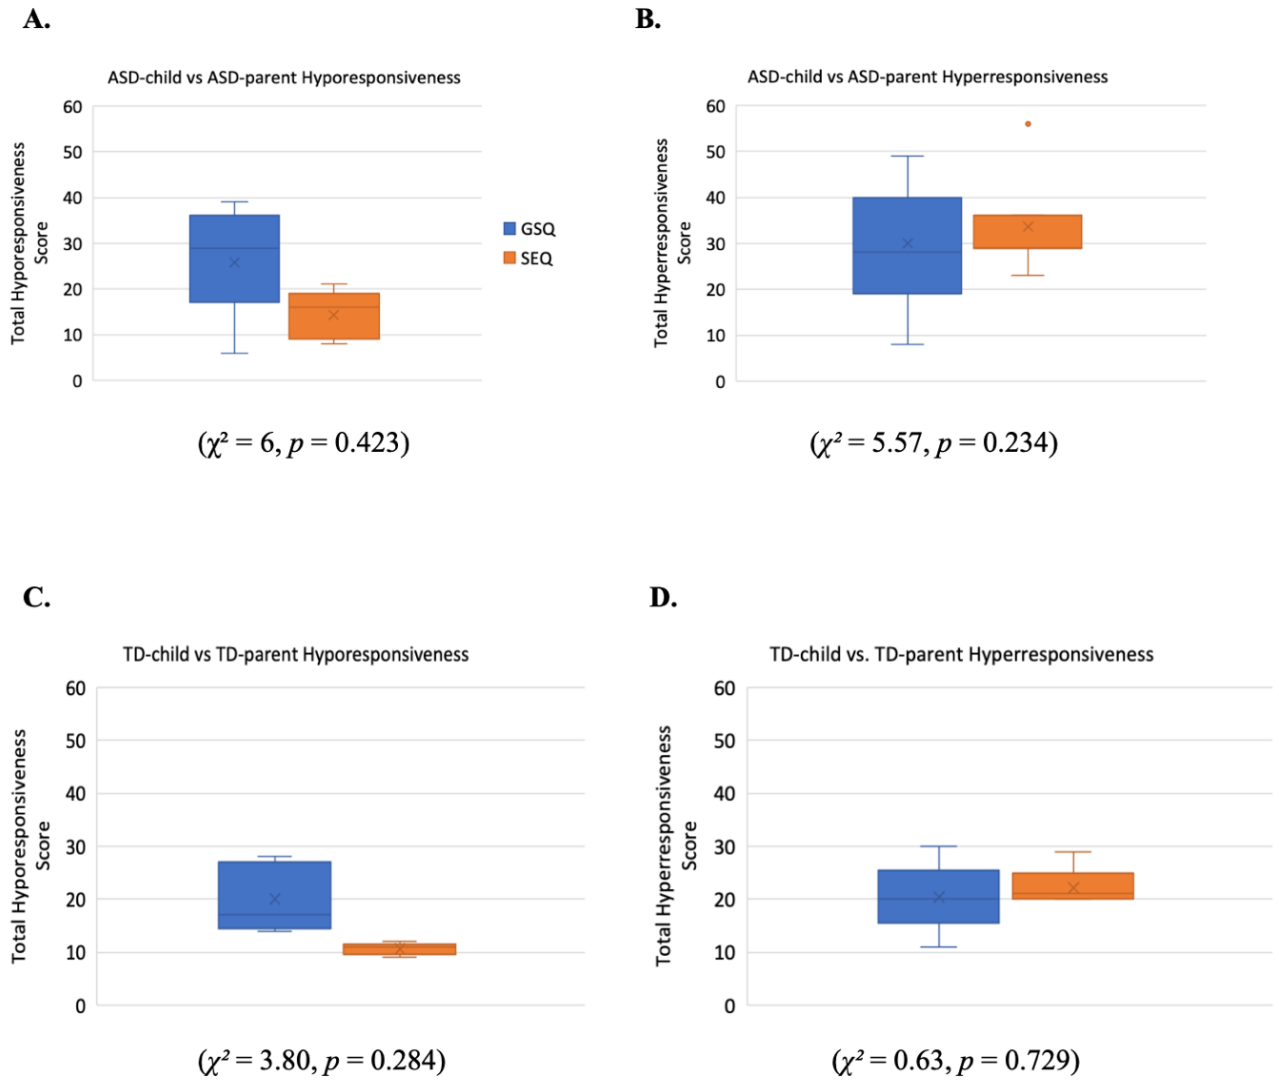 A.
ASD-child vs ASD-parent Hyporesponsiveness
Total Hyporesponsiveness
Score
60
50
40
30
20
10
0
GSQ
SEQ
(χ² = 6, p = 0.423)
B.
ASD-child vs ASD-parent Hyperresponsiveness
Total Hyperresponsiveness
Score
60
50
40
30
20
10
0
(χ² = 5.57, p = 0.234)
C.
TD-child vs TD-parent Hyporesponsiveness
Total Hyporesponsiveness
Score
60
50
40
30
20
10
0
(χ² = 3.80, p = 0.284)
D.
TD-child vs. TD-parent Hyperresponsiveness
Total Hyperresponsiveness
Score
60
50
40
30
20
10
0
(χ² = 0.63, p = 0.729)